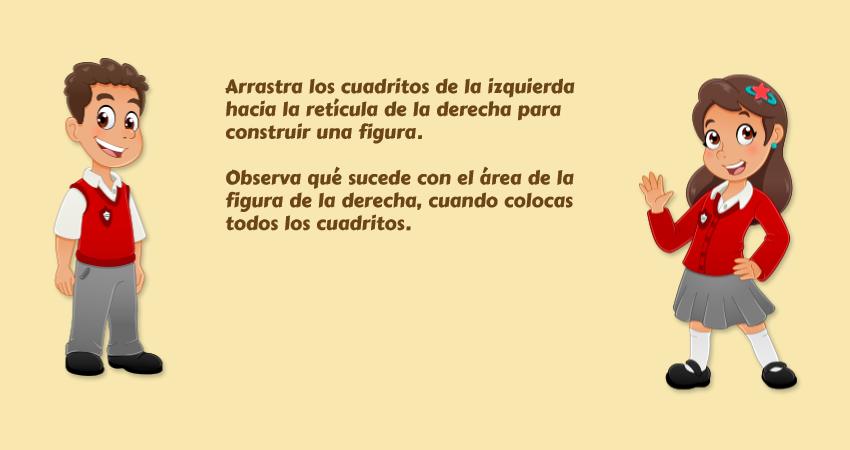 Arrastra los cuadritos de la izquierda
hacia la retícula de la derecha para
construir una figura.
Observa qué sucede con el área de la
figura de la derecha, cuando colocas
todos los cuadritos.